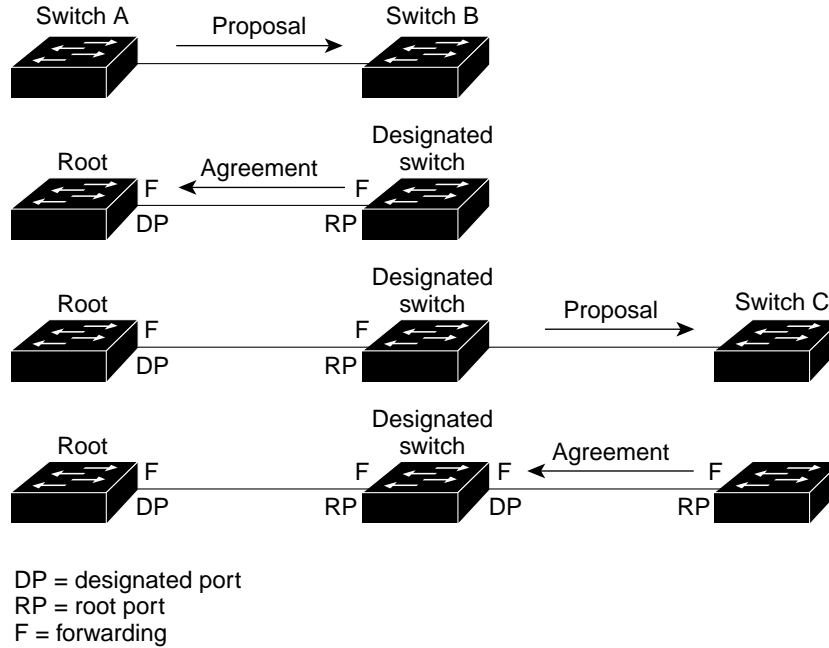 Switch A
Proposal
Switch B
Root
F
Agreement
F
Designated
switch
DP
RP
Root
F
F
Designated
switch
Proposal
Switch C
DP
RP
Root
F
F
Designated
switch
F
Agreement
F
DP
RP
DP
RP
DP = designated port
RP = root port
F = forwarding